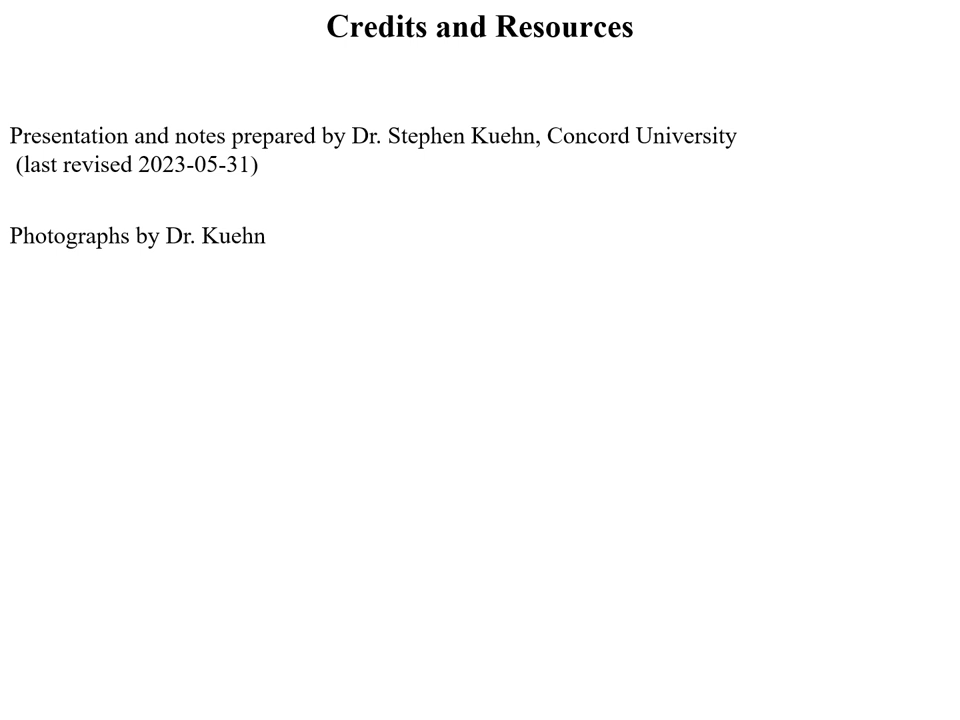 Credits and Resources
Presentation and notes prepared by Dr. Stephen Kuehn, Concord University
(last revised 2023-05-31)
Photographs by Dr. Kuehn